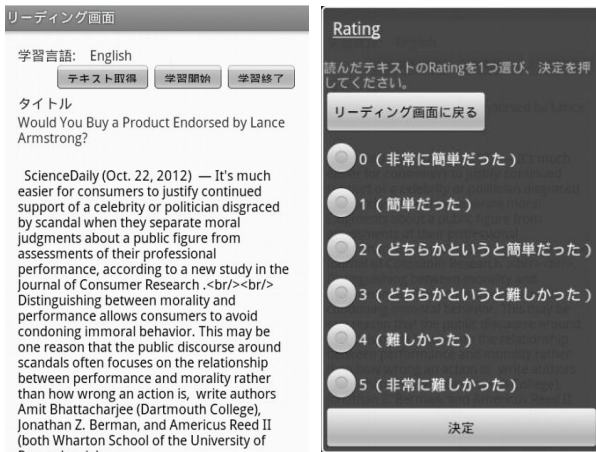 リーディング画面
学習言語: English
テキスト取得 学習開始 学習終了
タイトル
Would You Buy a Product Endorsed by Lance
Armstrong?
ScienceDaily (Oct. 22, 2012) — It's much
easier for consumers to justify continued
support of a celebrity or politician disgraced
by scandal when they separate moral
judgments about a public figure from
assessments of their professional
performance, according to a new study in the
Journal of Consumer Research .<br/><br/>
Distinguishing between morality and
performance allows consumers to avoid
condoning immoral behavior. This may be
one reason that the public discourse around
scandals often focuses on the relationship
between performance and morality rather
than how wrong an action is, write authors
Amit Bhattacharjee (Dartmouth College),
Jonathan Z. Berman, and Americus Reed II
(both Wharton School of the University of
Rating
読んだテキストのRatingを1つ選び、決定を押
してください。
リーディング画面に戻る
0 ( 非常に簡単だった )
1 ( 簡単だった )
2 ( どちらかというと簡単だった )
3 ( どちらかというと難しかった )
4 ( 難しかった )
5 ( 非常に難しかった )
決定